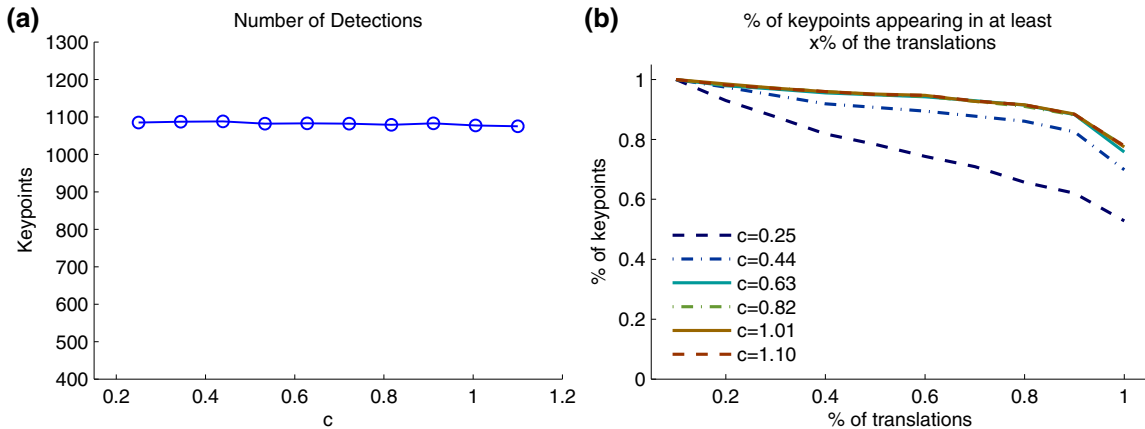 (a)
Number of Detections
1300
1200
1100
1000
900
800
700
600
500
400
Keypoints
0.2
0.4
0.6
0.8
1
1.2
c
(b)
% of keypoints appearing in at least
x% of the translations
1
0.8
0.6
0.4
0.2
0
% of keypoints
c=0.25
c=0.44
c=0.63
c=0.82
c=1.01
c=1.10
0.2
0.4
0.6
0.8
1
% of translations